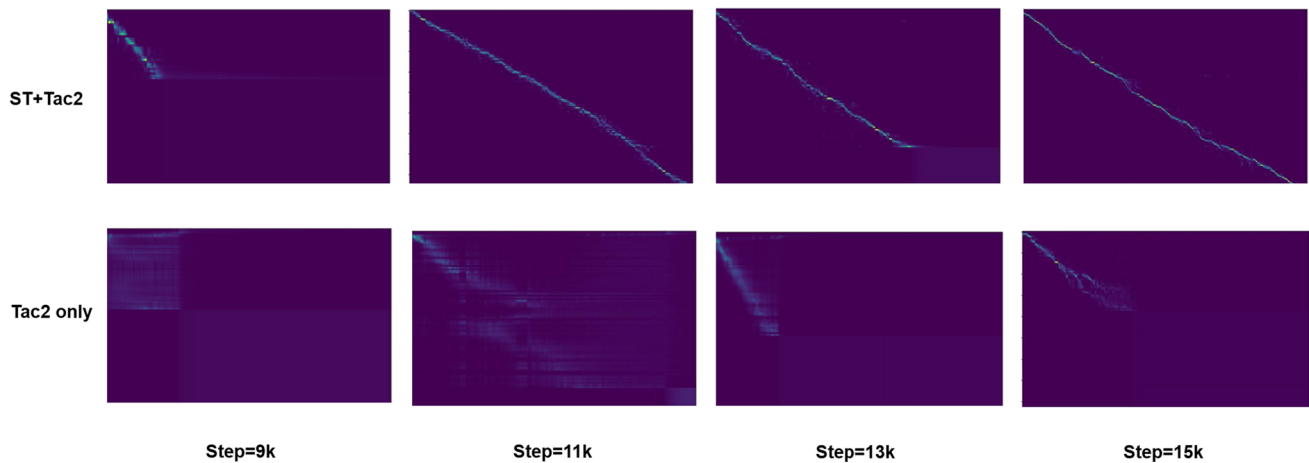 ST+Tac2
Tac2 only
Step=9k
Step=11k
Step=13k
Step=15k